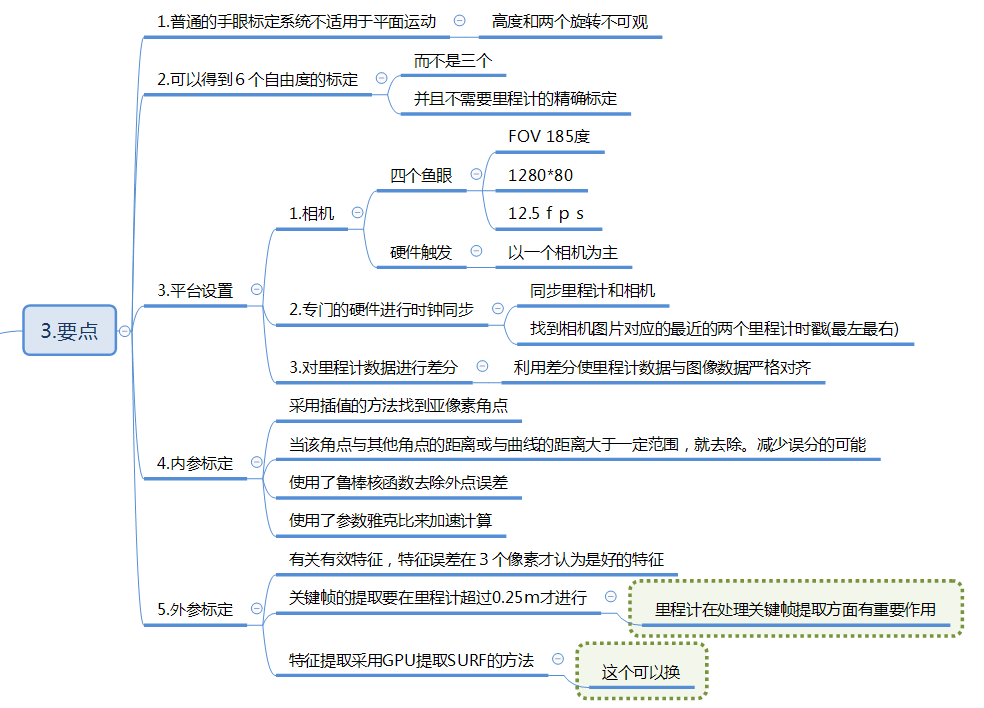 3.要点
1.普通的手眼标定系统不适用于平面运动
高度和两个旋转不可观
2.可以得到6个自由度的标定
而不是三个
并且不需要里程计的精确标定
3.平台设置
1.相机
四个鱼眼
FOV 185度
1280*80
12.5ｆｐｓ
硬件触发
以一个相机为主
2.专门的硬件进行时钟同步
同步里程计和相机
找到相机图片对应的最近的两个里程计时戳(最左最右)
3.对里程计数据进行差分
利用差分使里程计数据与图像数据严格对齐
4.内参标定
采用插值的方法找到亚像素角点
当该角点与其他角点的距离或与曲线的距离大于一定范围，就去除。减少误分的可能
使用了鲁棒核函数去除外点误差
使用了参数雅克比来加速计算
5.外参标定
有关有效特征，特征误差在３个像素才认为是好的特征
关键帧的提取要在里程计超过0.25m才进行
里程计在处理关键帧提取方面有重要作用
特征提取采用GPU提取SURF的方法
这个可以换